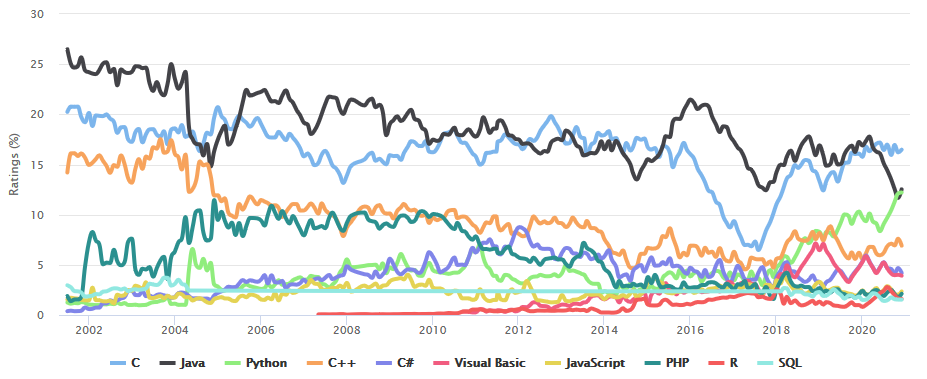 30
25
20
15
10
5
0
Ratings (%)
2002 2004 2006 2008 2010 2012 2014 2016 2018 2020
C Java Python C++ C# Visual Basic JavaScript PHP R SQL